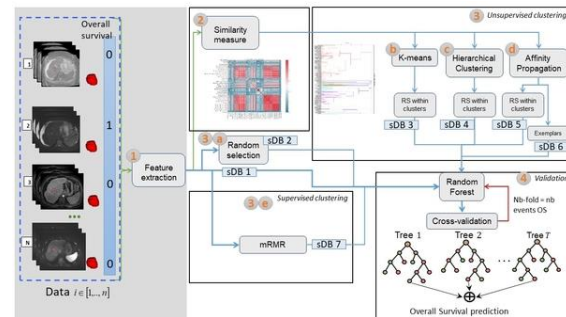 Overall
survival
0
1
0
0
1
2
3
N
Data i ∈ [1,.., n]
1
Feature
extraction
2
Similarity
measure
3
Unsupervised clustering
b
K-means
c
Hierarchical
Clustering
d
Affinity
Propagation
RS within
clusters
RS within
clusters
RS within
clusters
sDB 3
sDB 4
sDB 5
Exemplars
sDB 6
3 a
sDB 2
Random
selection
sDB 1
3 e
Supervised clustering
mRMR
sDB 7
4
Validation
Random
Forest
Nb-fold = nb
events OS
Cross-validation
Tree 1
Tree 2
Tree T
...
Overall Survival prediction